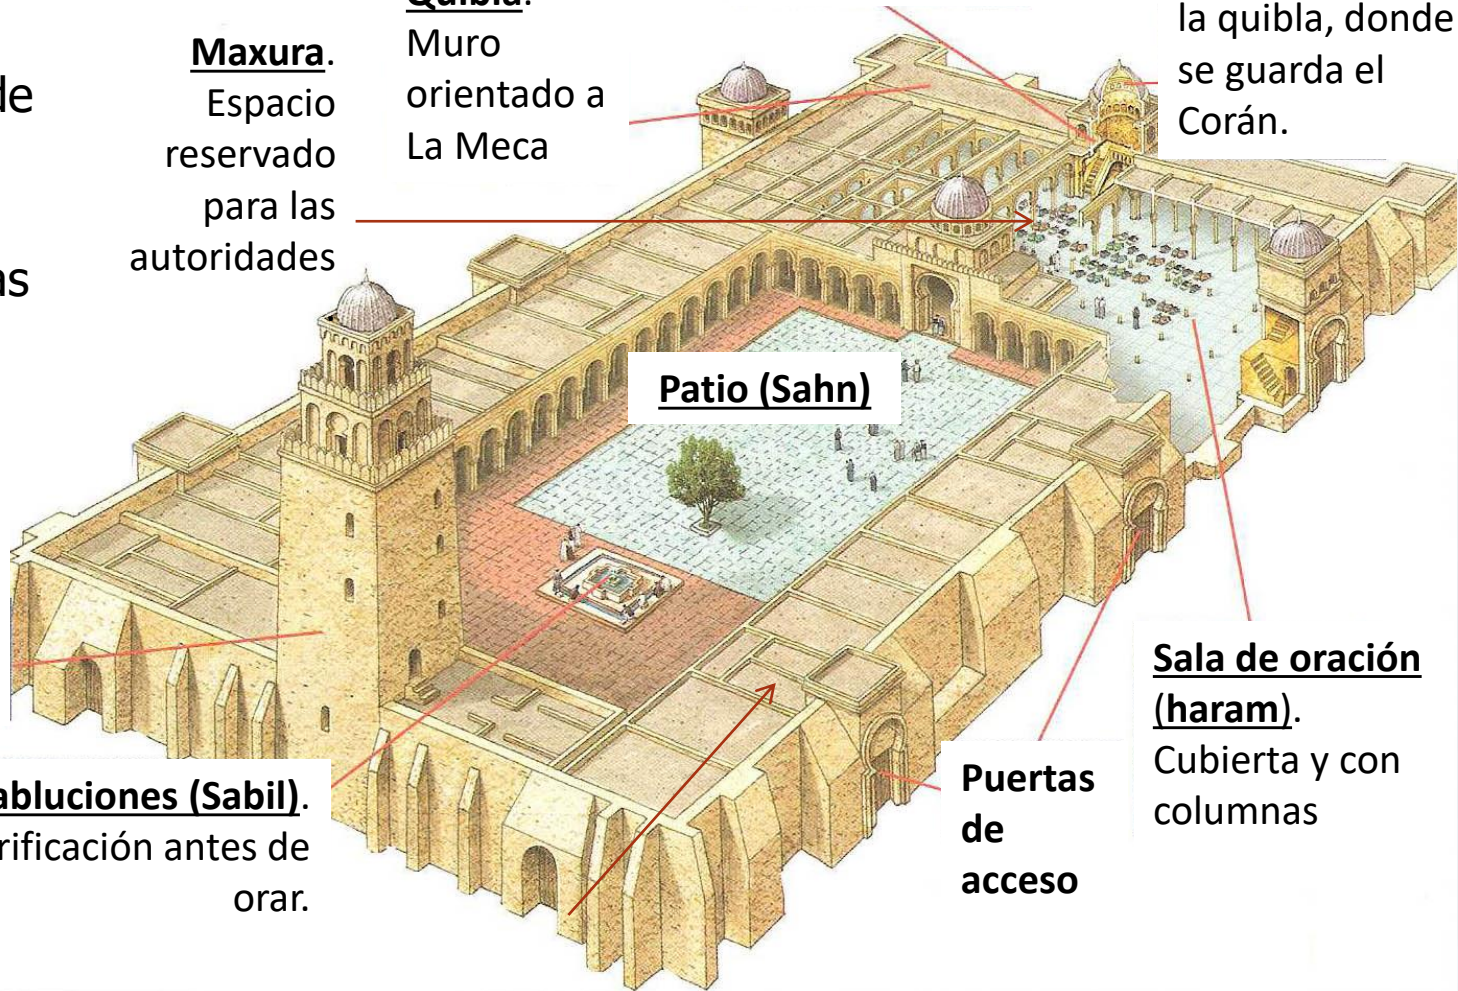 Quibla.
Muro
orientado a
La Meca
la quibla, donde
se guarda el
Corán.
Maxura.
Espacio
reservado
para las
autoridades
Patio (Sahn)
Sala de oración
(haram).
Cubierta y con
columnas
Puertas
de
acceso
abluciones (Sabil).
rificación antes de
orar.